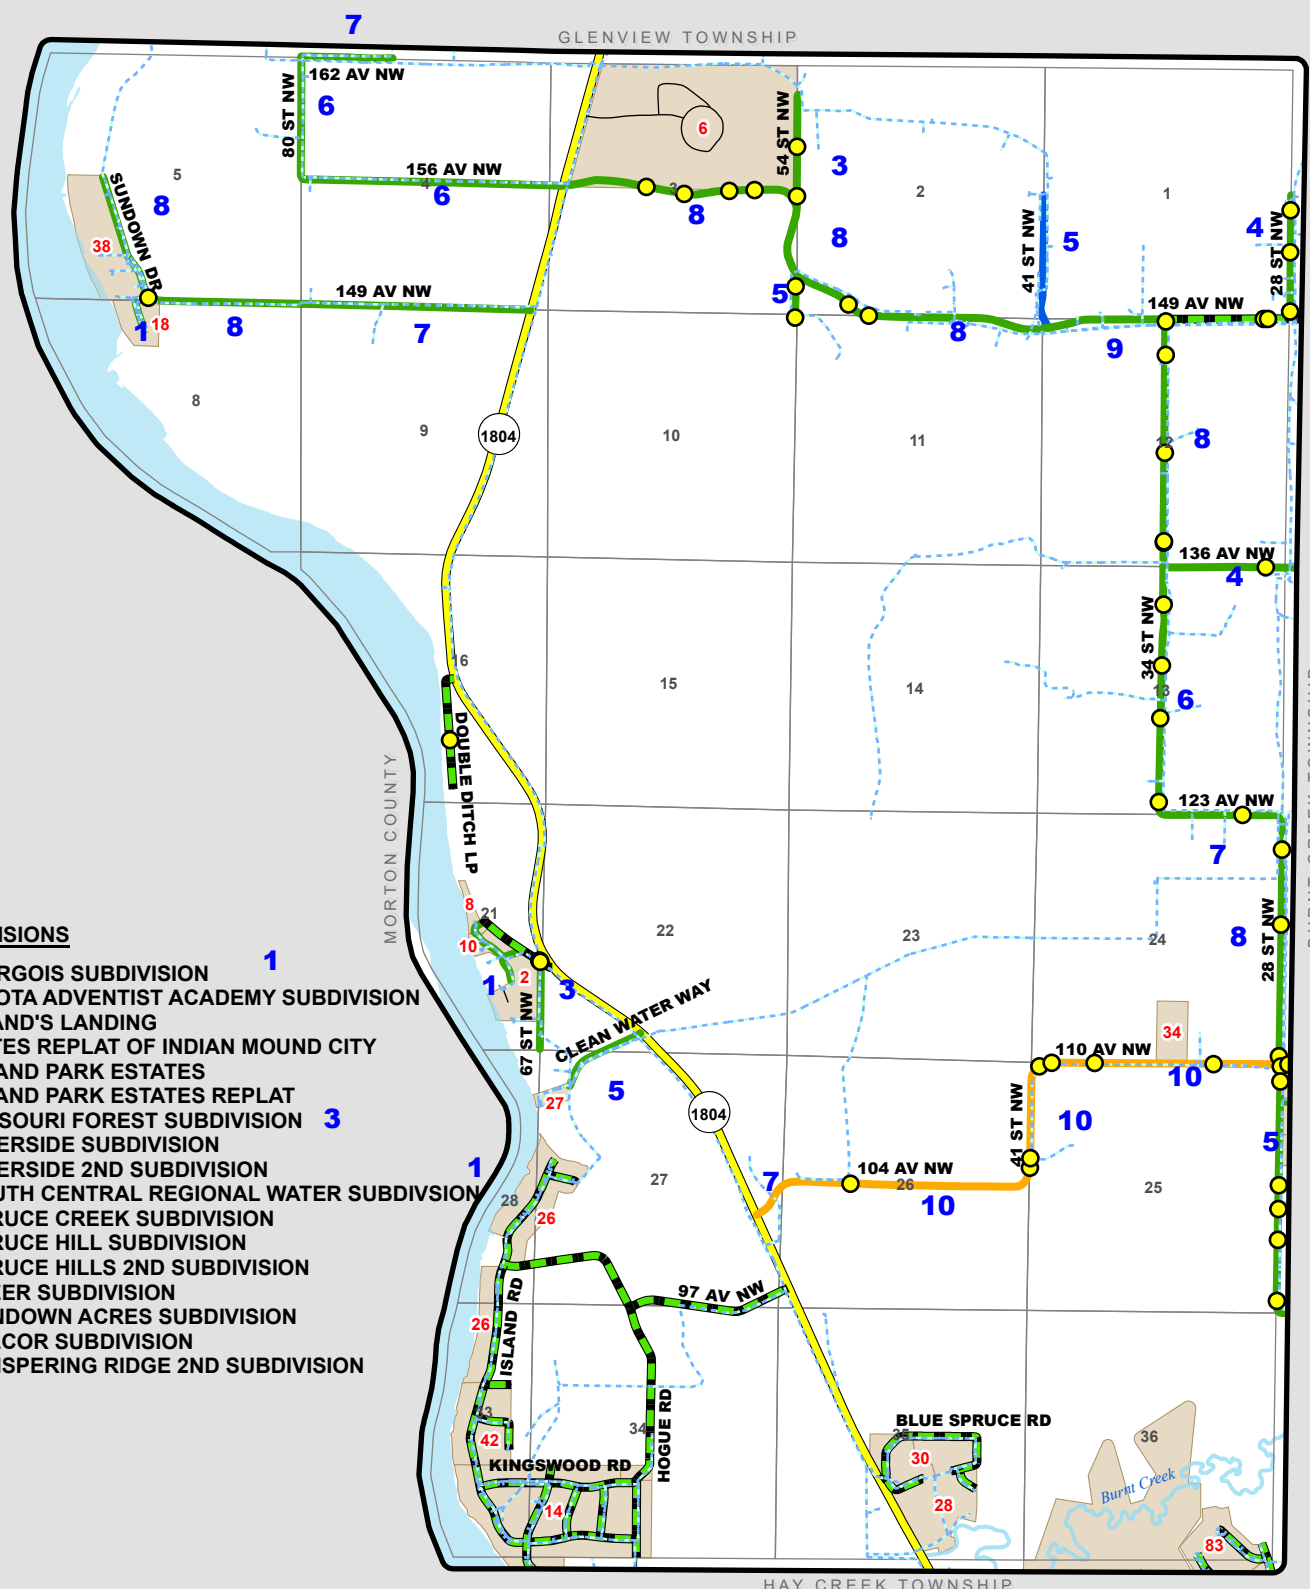 7
GLENVIEW TOWNSHIP
162 AV NW
80 ST NW
6
54 ST NW
6
3
156 AV NW
5
4
3
6
8
2
1
SUNDOWN DR
8
38
8
41 ST NW
5
4
28 ST NW
149 AV NW
5
149 AV NW
1
18
8
7
8
9
8
9
1804
10
11
12
8
136 AV NW
4
34 ST NW
16
15
14
13
6
DOUBLE DITCH LP
MORTON COUNTY
123 AV NW
7
8
21
10
22
23
24
8
28 ST NW
ISIONS
1
RGOIS SUBDIVISION
OTA ADVENTIST ACADEMY SUBDIVISION
AND'S LANDING
TES REPLAT OF INDIAN MOUND CITY
AND PARK ESTATES
AND PARK ESTATES REPLAT
SOURI FOREST SUBDIVISION
3
ERSIDE SUBDIVISION
ERSIDE 2ND SUBDIVISION
1
UTH CENTRAL REGIONAL WATER SUBDIVSION
RUCE CREEK SUBDIVISION
RUCE HILL SUBDIVISION
RUCE HILLS 2ND SUBDIVISION
EER SUBDIVISION
NDOWN ACRES SUBDIVISION
COR SUBDIVISION
ISPERING RIDGE 2ND SUBDIVISION
1
2
3
67 ST NW
CLEAN WATER WAY
34
110 AV NW
10
27
5
1804
41 ST NW
10
5
7
104 AV NW
26
10
27
25
28
26
97 AV NW
26
ISLAND RD
33
42
34
HOGUE RD
KINGSWOOD RD
14
BLUE SPRUCE RD
35
30
28
36
Burnt Creek
83
HAY CREEK TOWNSHIP